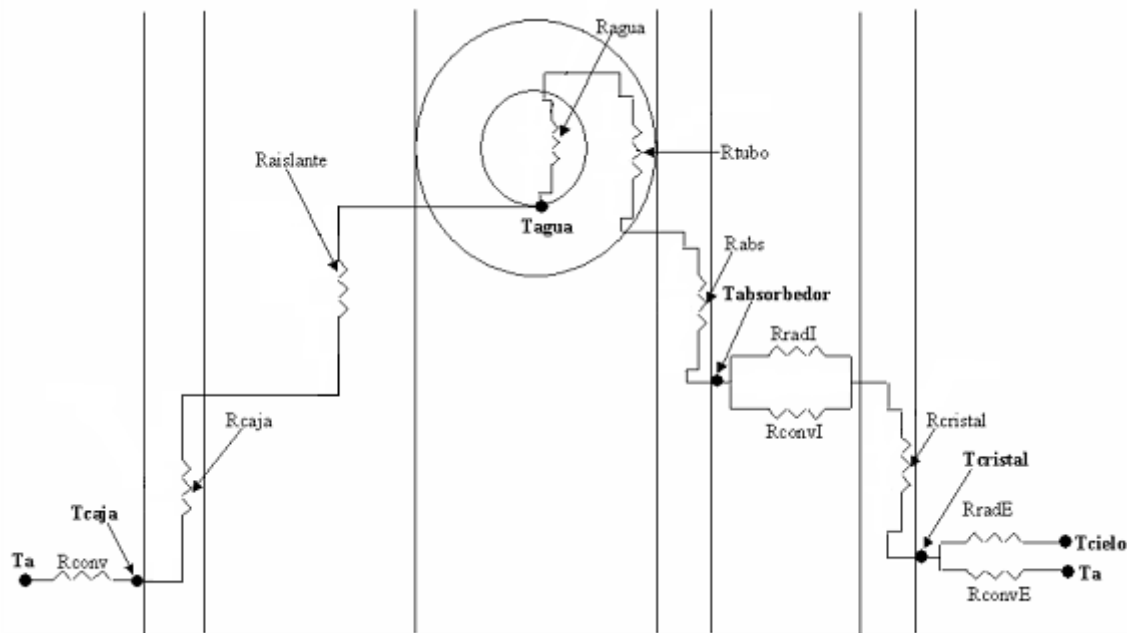 Ragua
Raislante
Rtubo
Tagua
Rabs
Tabsorbedor
RradI
RconvI
Rcaja
Rcristal
Tcristal
Tcaja
RradE
Tcielo
Ta
Rconv
Ta
RconvE